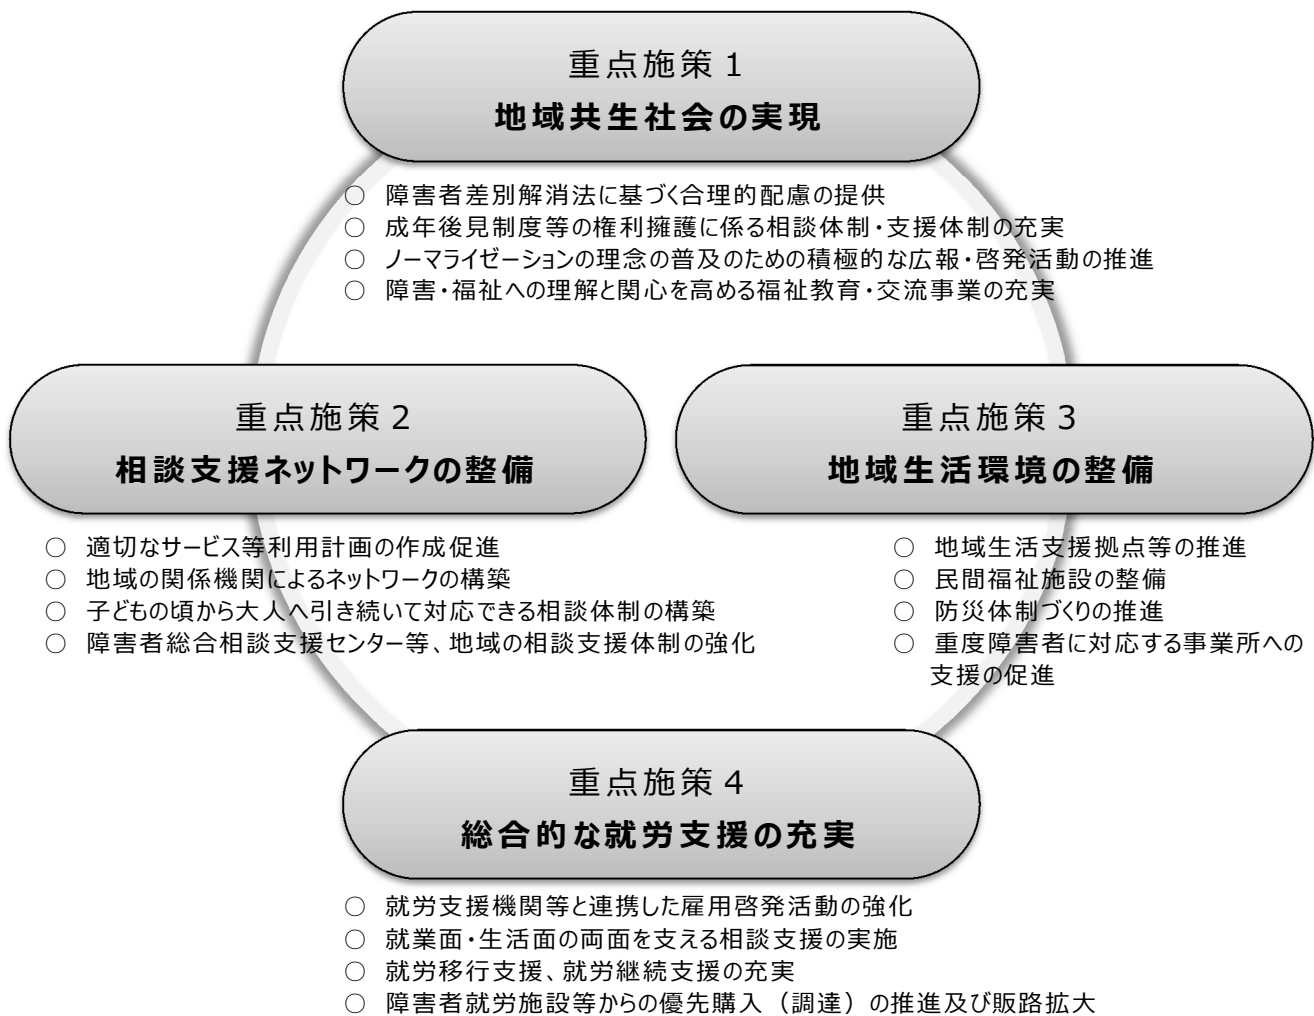 重点施策1
地域共生社会の実現
○ 障害者差別解消法に基づく合理的配慮の提供
○ 成年後見制度等の権利擁護に係る相談体制・支援体制の充実
○ ノーマライゼーションの理念の普及のための積極的な広報・啓発活動の推進
○ 障害・福祉への理解と関心を高める福祉教育・交流事業の充実
重点施策2
相談支援ネットワークの整備
○ 適切なサービス等利用計画の作成促進
○ 地域の関係機関によるネットワークの構築
○ 子どもの頃から大人へ引き続いて対応できる相談体制の構築
○ 障害者総合相談支援センター等、地域の相談支援体制の強化
重点施策3
地域生活環境の整備
○ 地域生活支援拠点等の推進
○ 民間福祉施設の整備
○ 防災体制づくりの推進
○ 重度障害者に対応する事業所への
支援の促進
重点施策4
総合的な就労支援の充実
○ 就労支援機関等と連携した雇用啓発活動の強化
○ 就業面・生活面の両面を支える相談支援の実施
○ 就労移行支援、就労継続支援の充実
○ 障害者就労施設等からの優先購入（調達）の推進及び販路拡大